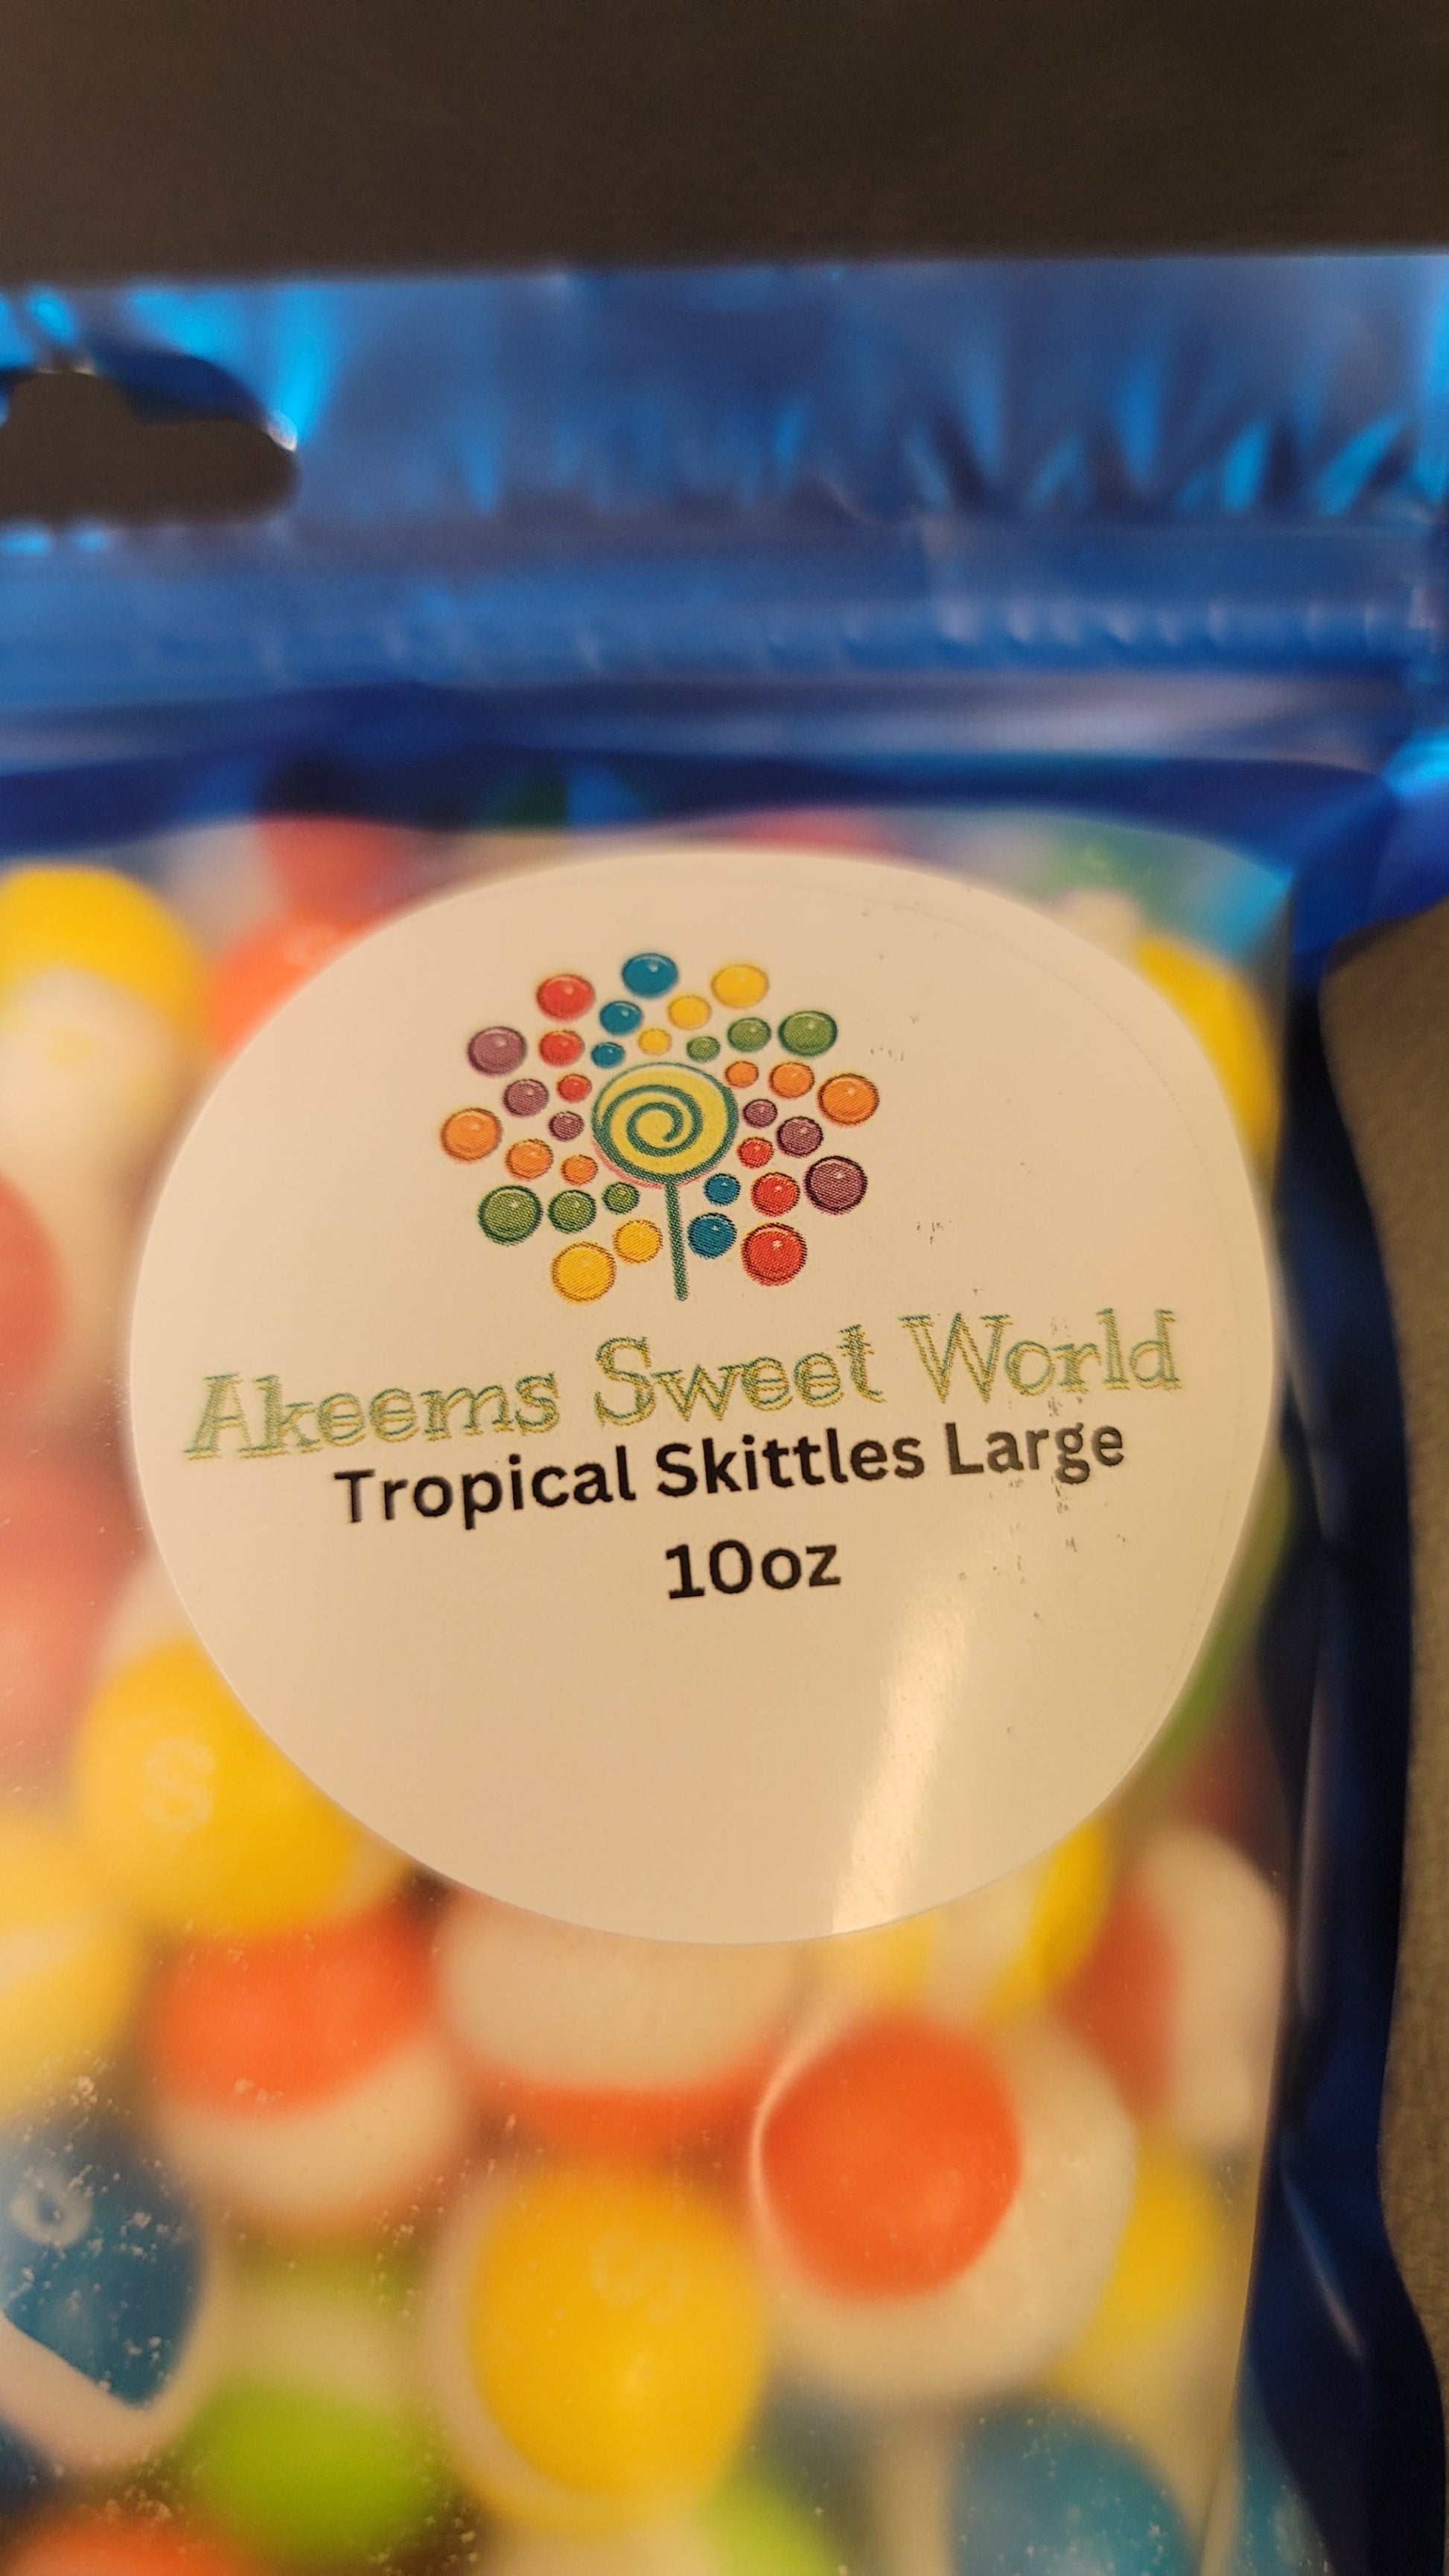 Akeems Sweet World
Tropical Skittles Large
10oz
S
S